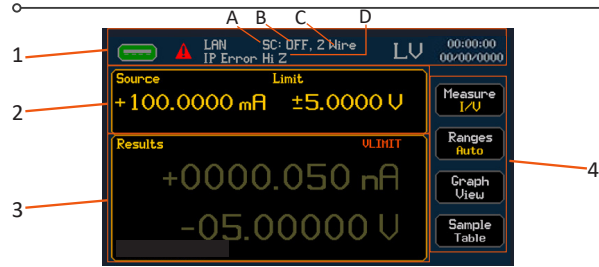 A B C D
1
LAN SC: OFF, 2 Wire LV 00:00:00
IP Error Hi Z 00/00/0000
2
Source Limit
+100.0000 mA ±5.0000 V
Measure
I/V
Ranges
Auto
4
Graph
View
Sample
Table
3
Results VLIMIT
+0000.050 nA
-05.00000 V